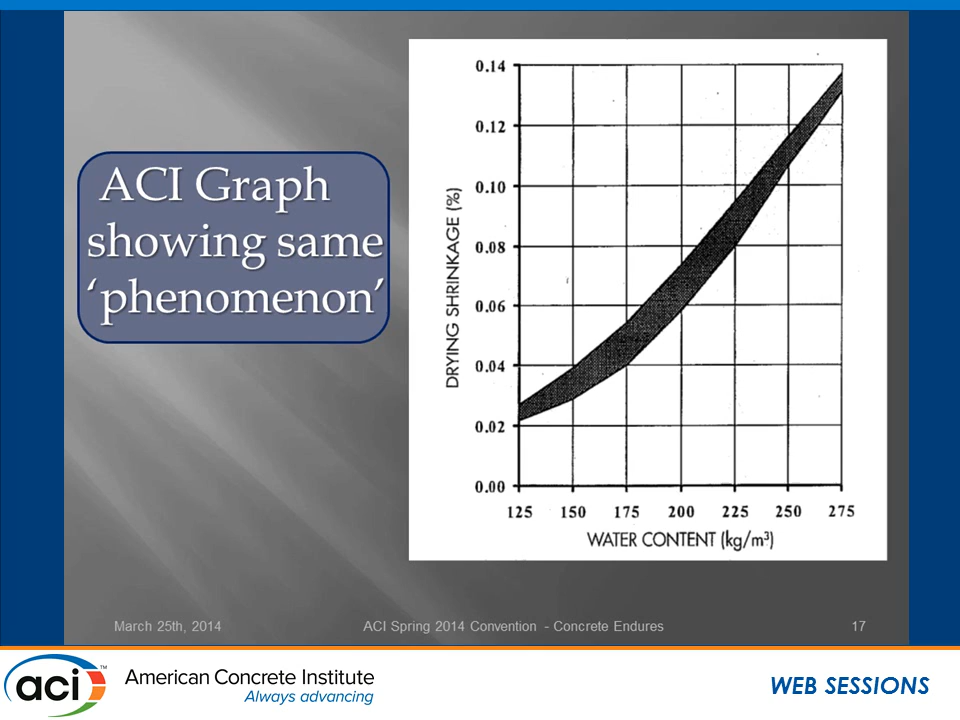 ACI Graph
showing same
‘phenomenon’
DRYING SHRINKAGE (%)
0.14
0.12
0.10
0.08
0.06
0.04
0.02
0.00
125 150 175 200 225 250 275
WATER CONTENT (kg/m³)
March 25th, 2014 ACI Spring 2014 Convention - Concrete Endures 17
aci™
American Concrete Institute
Always advancing
WEB SESSIONS